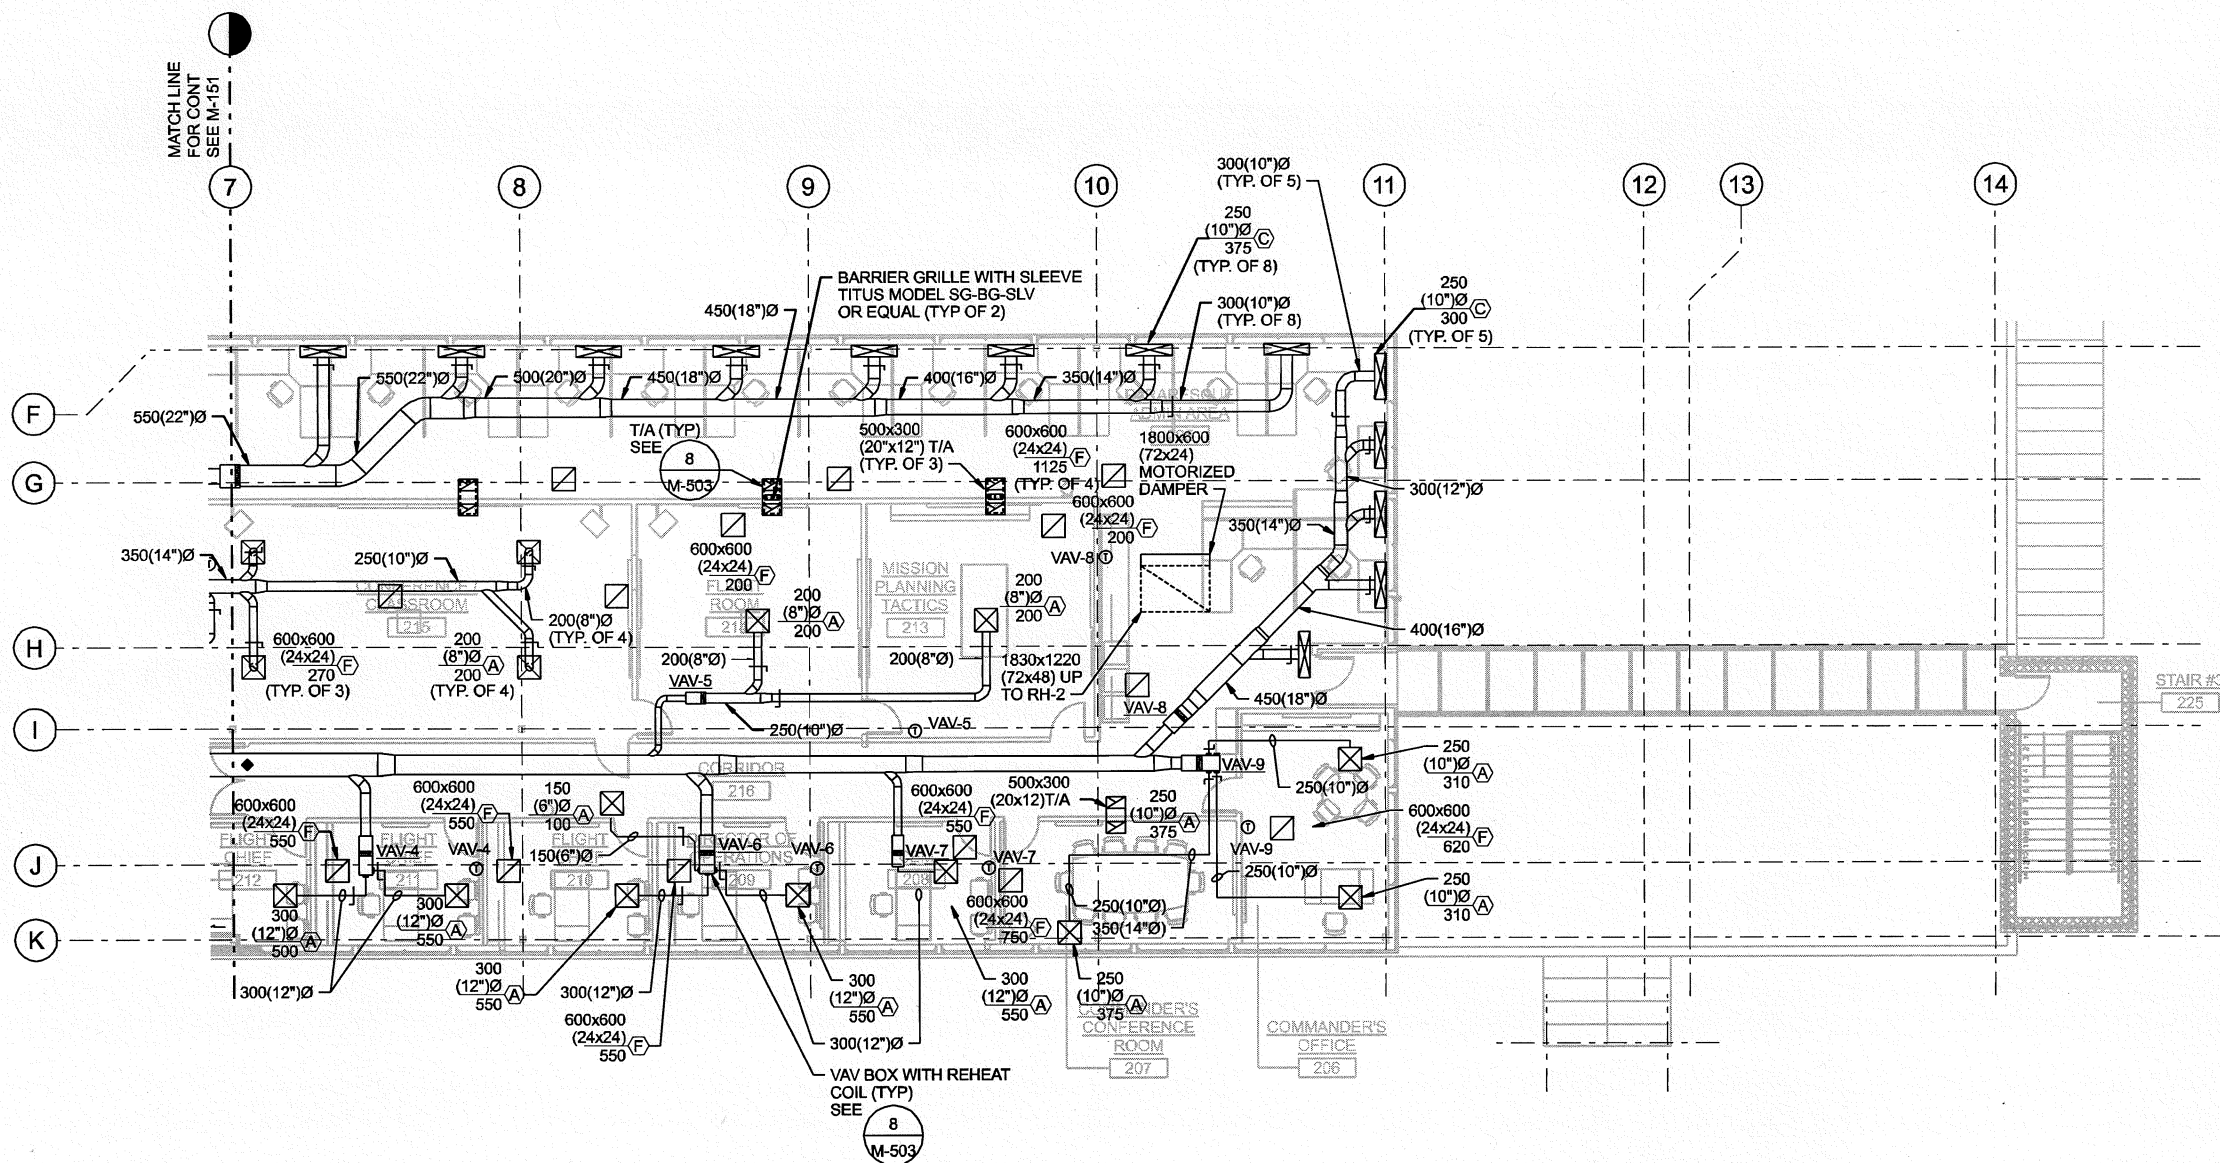 MATCH LINE
FOR CONT
SEE M-151
7
8
9
10
11
12
13
14
300(10")Ø
(TYP. OF 5)
250
(10")Ø
375
(TYP. OF 8)
C
BARRIER GRILLE WITH SLEEVE
TITUS MODEL SG-BG-SLV
OR EQUAL (TYP OF 2)
450(18")Ø
300(10")Ø
(TYP. OF 8)
250
(10")Ø
300
(TYP. OF 5)
C
550(22")Ø
500(20")Ø
450(18")Ø
400(16")Ø
350(14")Ø
F
550(22")Ø
ADMIN AREA
T/A (TYP)
SEE
8
M-503
500x300
(20"x12") T/A
(TYP. OF 3)
600x600
(24x24)
1125
(TYP. OF 4)
F
1800x600
(72x24)
MOTORIZED
DAMPER
G
300(12")Ø
600x600
(24x24)
200
F
350(14")Ø
350(14")Ø
250(10")Ø
600x600
(24x24)
200
F
VAV-8
T
CONFERENCE /
CLASSROOM
215
ROOM
MISSION
PLANNING
TACTICS
213
200
(8")Ø
200
A
200
(8")Ø
200
A
200(8")Ø
(TYP. OF 4)
400(16")Ø
H
600x600
(24x24)
270
(TYP. OF 3)
F
200
(8")Ø
200
(TYP. OF 4)
A
200(8"Ø)
200(8"Ø)
1830x1220
(72x48) UP
TO RH-2
VAV-5
450(18")Ø
VAV-8
STAIR #3
225
I
250(10")Ø
T
VAV-5
CORRIDOR
216
VAV-9
250(10")Ø
250
(10")Ø
310
A
600x600
(24x24)
550
F
600x600
(24x24)
550
F
150
(6")Ø
100
A
600x600
(24x24)
550
F
500x300
(20x12)T/A
250
(10")Ø
375
A
600x600
(24x24)
620
F
J
212
FLIGHT
211
VAV-4
VAV-4
T
FLIGHT
210
150(6")Ø
DIRECTOR OF
209
VAV-6
VAV-6
T
208
VAV-7
VAV-7
T
VAV-9
T
250(10")Ø
250
(10")Ø
310
A
K
300
(12")Ø
500
A
300
(12")Ø
550
A
600x600
(24x24)
750
F
250(10"Ø)
350(14"Ø)
300(12")Ø
300
(12")Ø
550
A
300(12")Ø
600x600
(24x24)
550
F
300
(12")Ø
550
A
300
(12")Ø
550
A
250
(10")Ø
375
A
300(12")Ø
COMMANDER'S
CONFERENCE
ROOM
207
COMMANDER'S
OFFICE
206
VAV BOX WITH REHEAT
COIL (TYP)
SEE
8
M-503